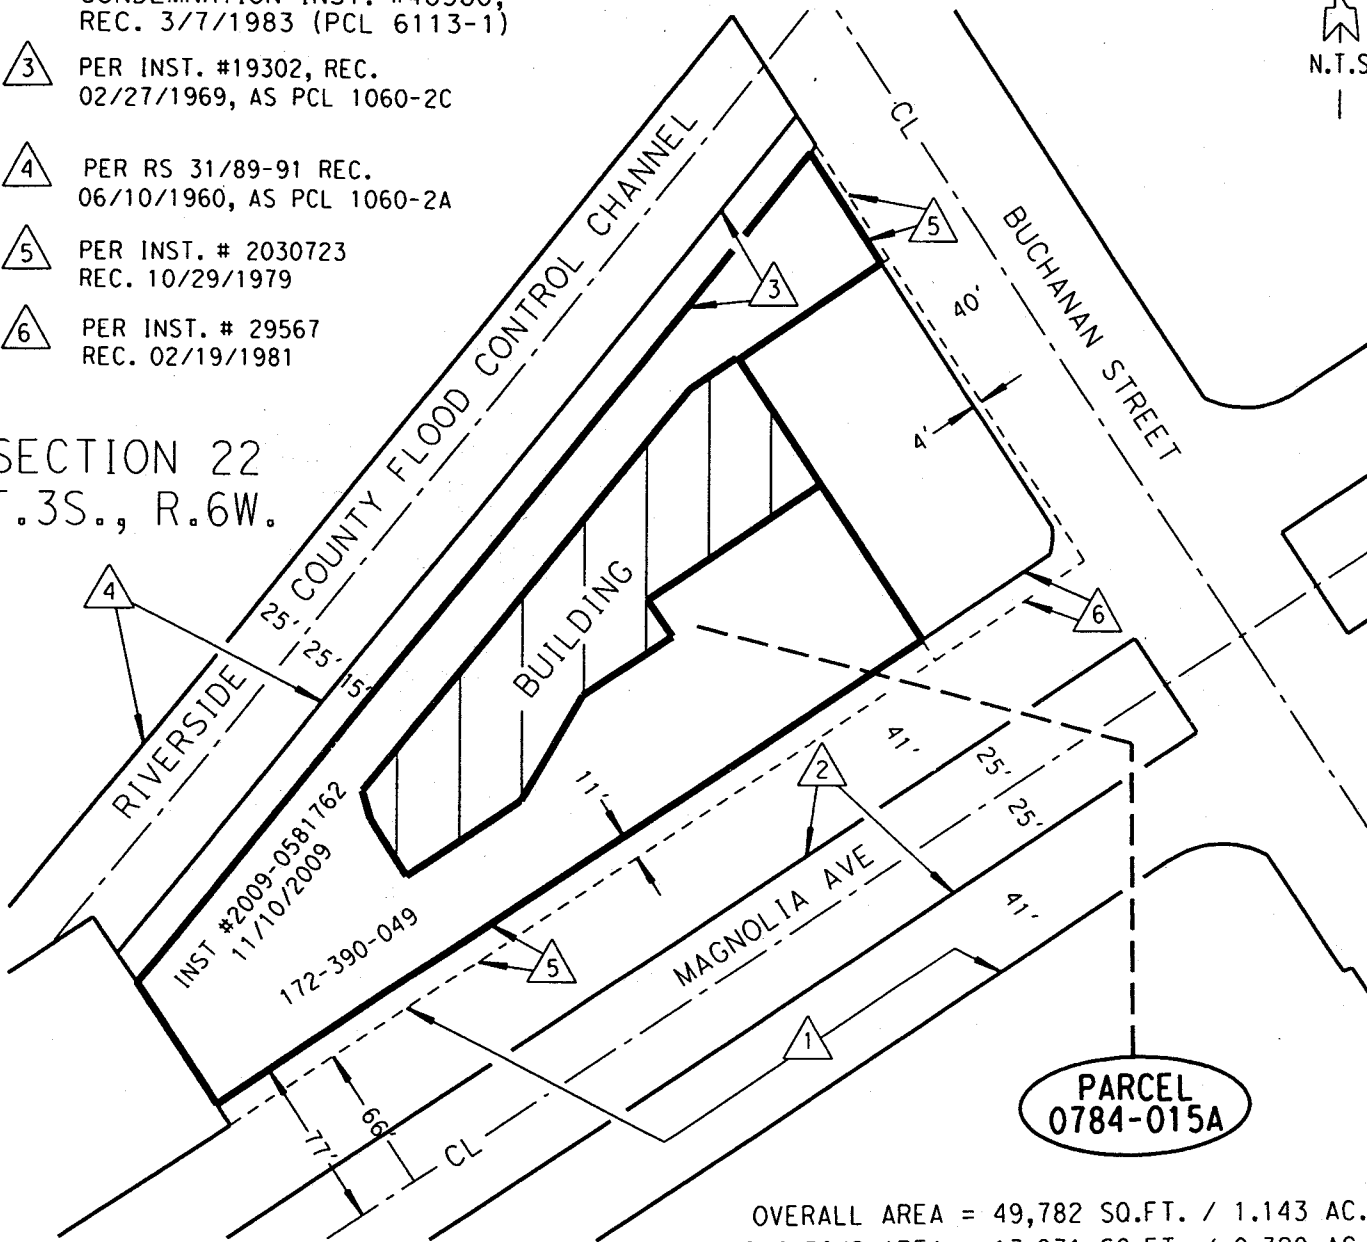 REC. 3/7/1983 (PCL 6113-1)
3 PER INST. #19302, REC.
02/27/1969, AS PCL 1060-2C
4 PER RS 31/89-91 REC.
06/10/1960, AS PCL 1060-2A
5 PER INST. # 2030723
REC. 10/29/1979
6 PER INST. # 29567
REC. 02/19/1981
N.T.S
SECTION 22
T.3S., R.6W.
RIVERSIDE COUNTY FLOOD CONTROL CHANNEL
CL
BUCHANAN STREET
5
3
40'
4'
4
25'
25'
15'
BUILDING
6
41'
25'
25'
41'
2
11'
INST #2009-0581762
11/10/2009
172-390-049
5
MAGNOLIA AVE
1
66'
77'
CL
PARCEL
0784-015A
OVERALL AREA = 49,782 SQ.FT. / 1.143 AC.